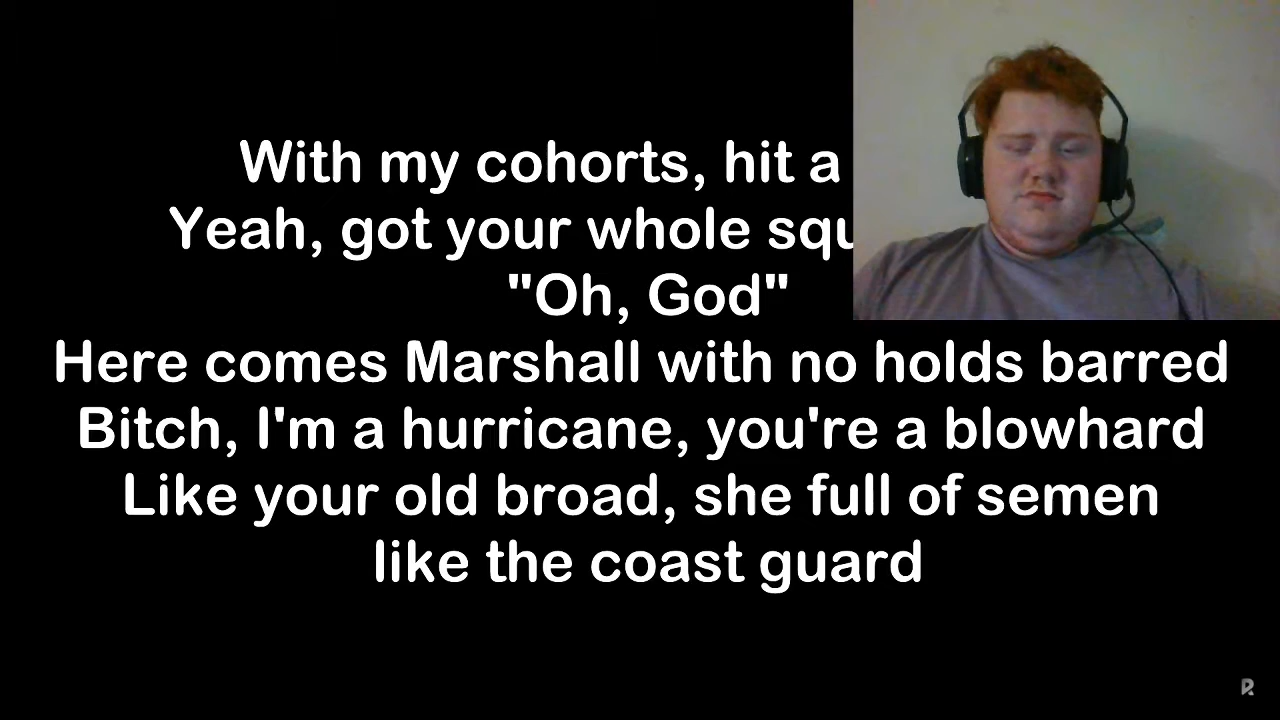 With my cohorts, hit a
Yeah, got your whole
"Oh, God"
Here comes Marshall with no holds barred
Bitch, I'm a hurricane, you're a blowhard
Like your old broad, she full of semen
like the coast guard